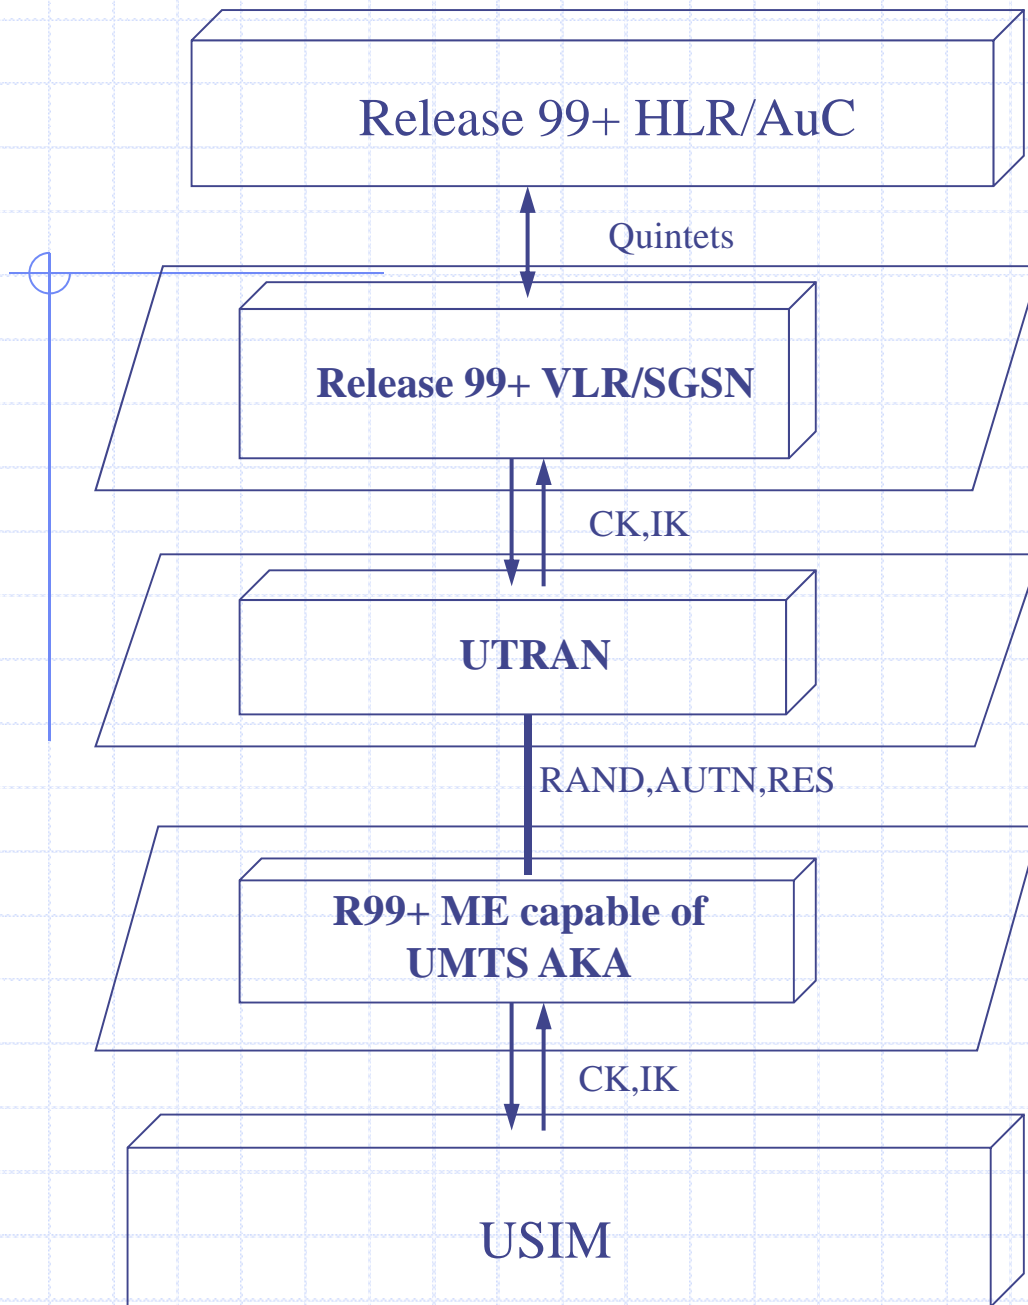 Release 99+ HLR/AuC
Quintets
Release 99+ VLR/SGSN
CK,IK
UTRAN
RAND,AUTN,RES
R99+ ME capable of
UMTS AKA
CK,IK
USIM